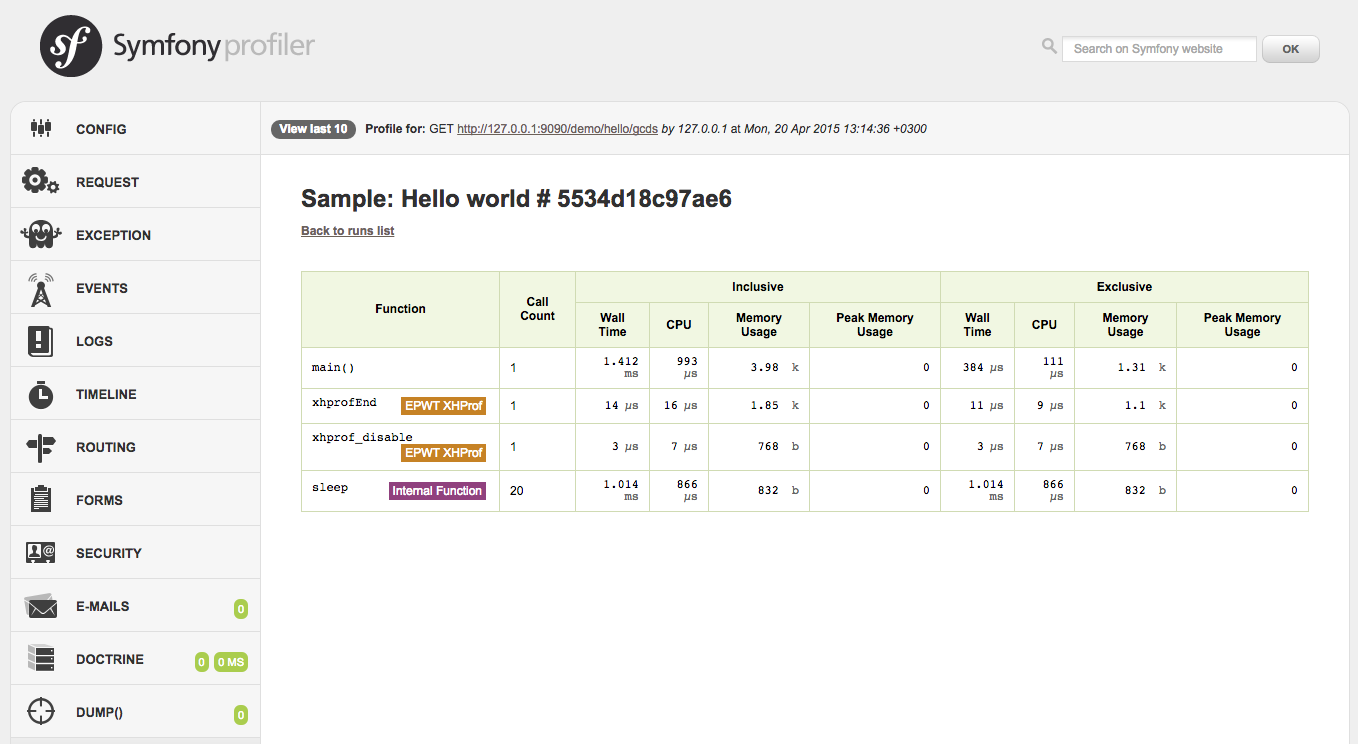 sf Symfony profiler
Search on Symfony website OK
CONFIG
REQUEST
EXCEPTION
EVENTS
LOGS
TIMELINE
ROUTING
FORMS
SECURITY
E-MAILS 0
DOCTRINE 0 0 MS
DUMP() 0
View last 10 Profile for: GET http://127.0.0.1:9090/demo/hello/gcds by 127.0.0.1 at Mon, 20 Apr 2015 13:14:36 +0300
Sample: Hello world # 5534d18c97ae6
Back to runs list
Function Call Count Inclusive Exclusive
Wall Time CPU Memory Usage Peak Memory Usage Wall Time CPU Memory Usage Peak Memory Usage
main() 1 1.412 ms 993 µs 3.98 k 0 384 µs 111 µs 1.31 k 0
xhprofEnd EPWT XHProf 1 14 µs 16 µs 1.85 k 0 11 µs 9 µs 1.1 k 0
xhprof_disable EPWT XHProf 1 3 µs 7 µs 768 b 0 3 µs 7 µs 768 b 0
sleep Internal Function 20 1.014 ms 866 µs 832 b 0 1.014 ms 866 µs 832 b 0